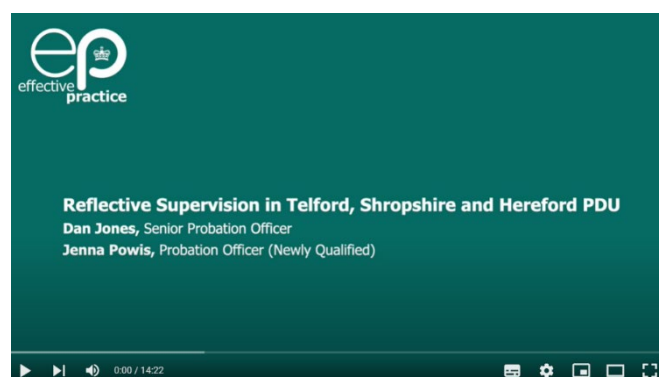 ep
effective
practice
Reflective Supervision in Telford, Shropshire and Hereford PDU
Dan Jones, Senior Probation Officer
Jenna Powis, Probation Officer (Newly Qualified)
0:00 / 14:22